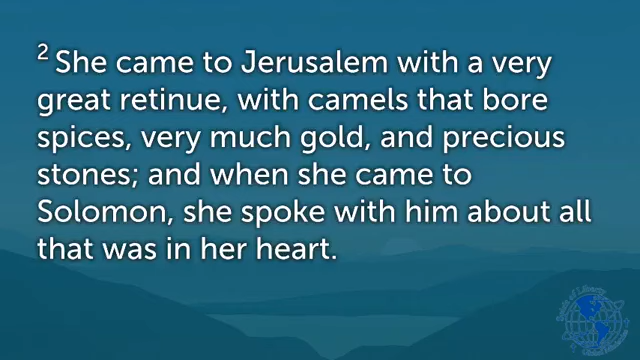 2 She came to Jerusalem with a very
great retinue, with camels that bore
spices, very much gold, and precious
stones; and when she came to
Solomon, she spoke with him about all
that was in her heart.